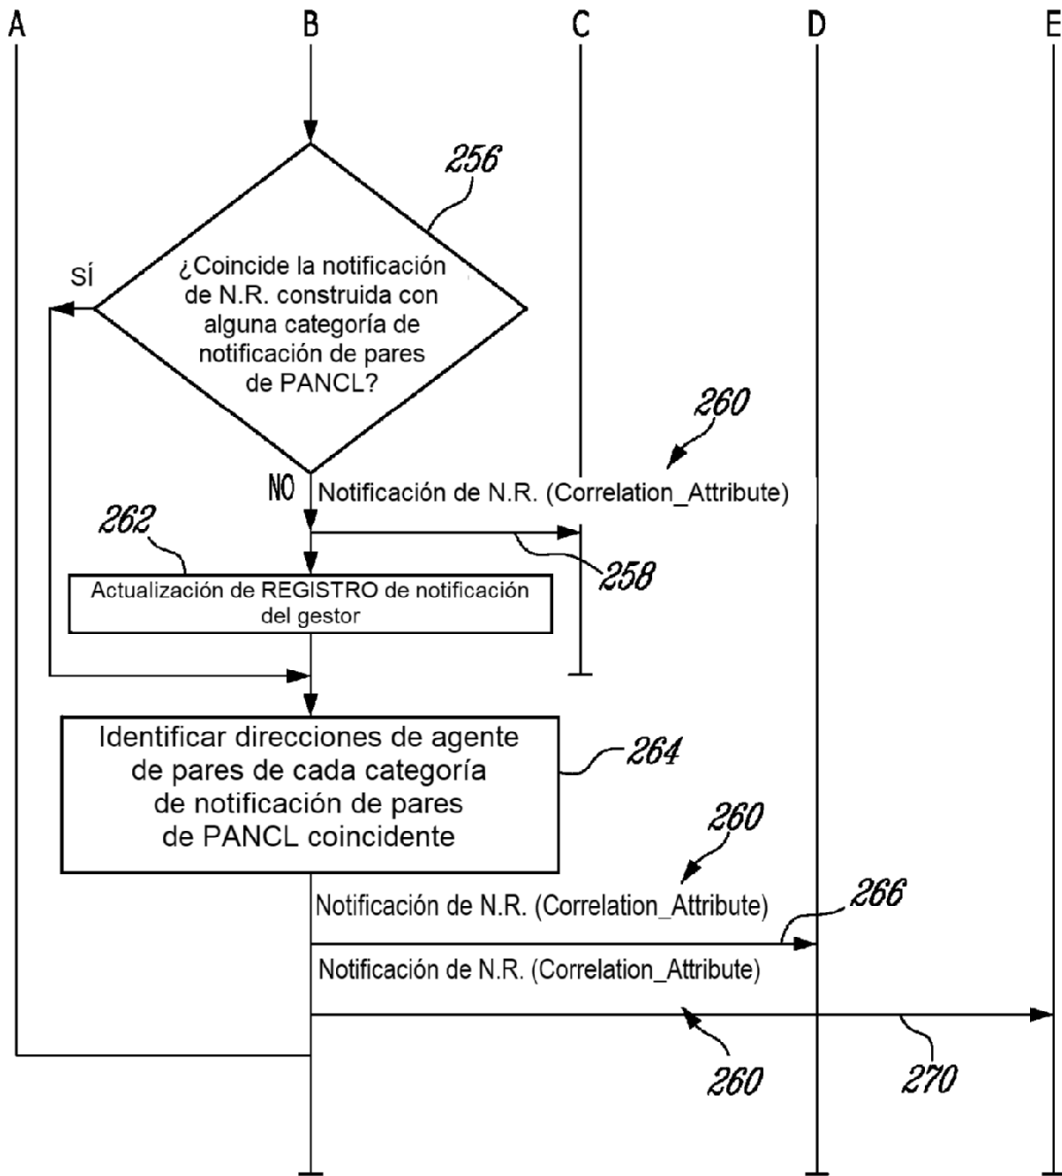 A B C D E
256
¿Coincide la notificación
de N.R. construida con
alguna categoría de
notificación de pares
de PANCL?
SÍ
260
NO
Notificación de N.R. (Correlation_Attribute)
262
258
Actualización de REGISTRO de notificación
del gestor
Identificar direcciones de agente
de pares de cada categoría
de notificación de pares
de PANCL coincidente
264
260
Notificación de N.R. (Correlation_Attribute)
266
Notificación de N.R. (Correlation_Attribute)
260
270